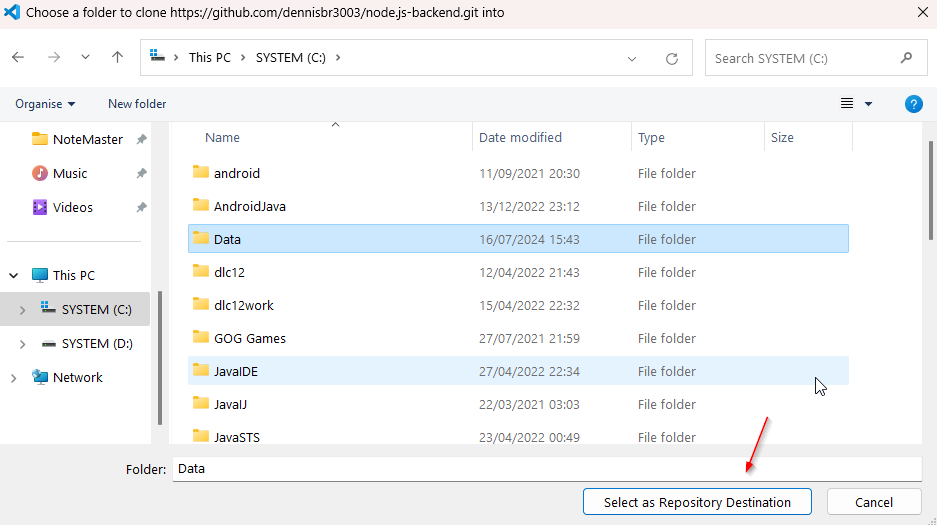 Choose a folder to clone https://github.com/dennisbr3003/node.js-backend.git into
This PC > SYSTEM (C:) >
Search SYSTEM (C:)
Organise
New folder
?
NoteMaster
Music
Videos
This PC
SYSTEM (C:)
SYSTEM (D:)
Network
Name Date modified Type Size
android 11/09/2021 20:30 File folder
AndroidJava 13/12/2022 23:12 File folder
Data 16/07/2024 15:43 File folder
dlc12 12/04/2022 21:43 File folder
dlc12work 15/04/2022 22:32 File folder
GOG Games 27/07/2021 21:59 File folder
JavaIDE 27/04/2022 22:34 File folder
JavaIJ 22/03/2021 03:03 File folder
JavaSTS 23/04/2022 00:49 File folder
Folder: Data
Select as Repository Destination
Cancel